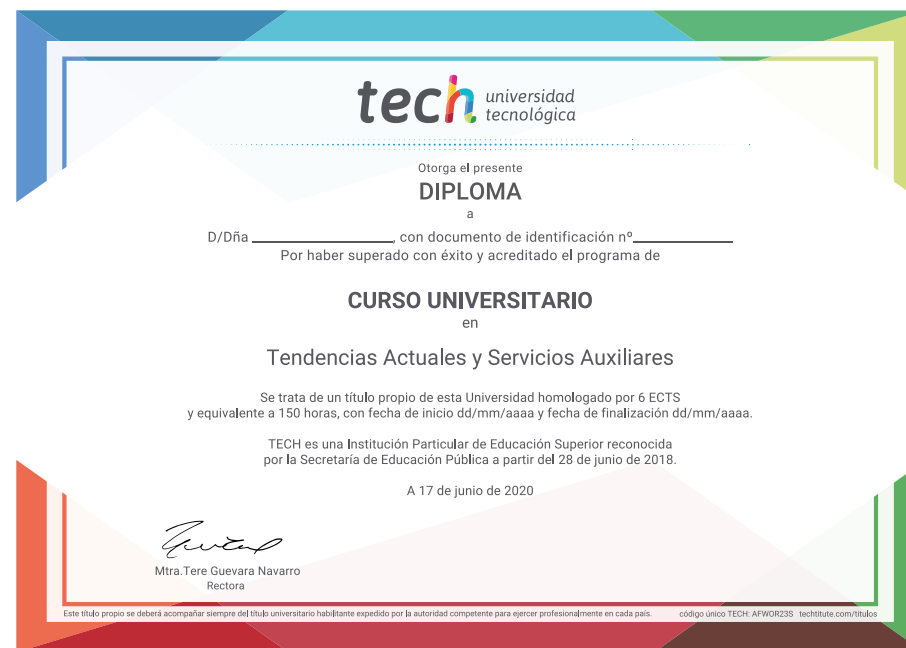 tech universidad
tecnológica
Otorga el presente
DIPLOMA
a
D/Dña ____________________, con documento de identificación nº______________
Por haber superado con éxito y acreditado el programa de
CURSO UNIVERSITARIO
en
Tendencias Actuales y Servicios Auxiliares
Se trata de un título propio de esta Universidad homologado por 6 ECTS
y equivalente a 150 horas, con fecha de inicio dd/mm/aaaa y fecha de finalización dd/mm/aaaa.
TECH es una Institución Particular de Educación Superior reconocida
por la Secretaría de Educación Pública a partir del 28 de junio de 2018.
A 17 de junio de 2020
Mtra.Tere Guevara Navarro
Rectora
Este título propio se deberá acompañar siempre del título universitario habilitante expedido por la autoridad competente para ejercer profesionalmente en cada país. código único TECH: AFWOR23S techtitute.com/titulos